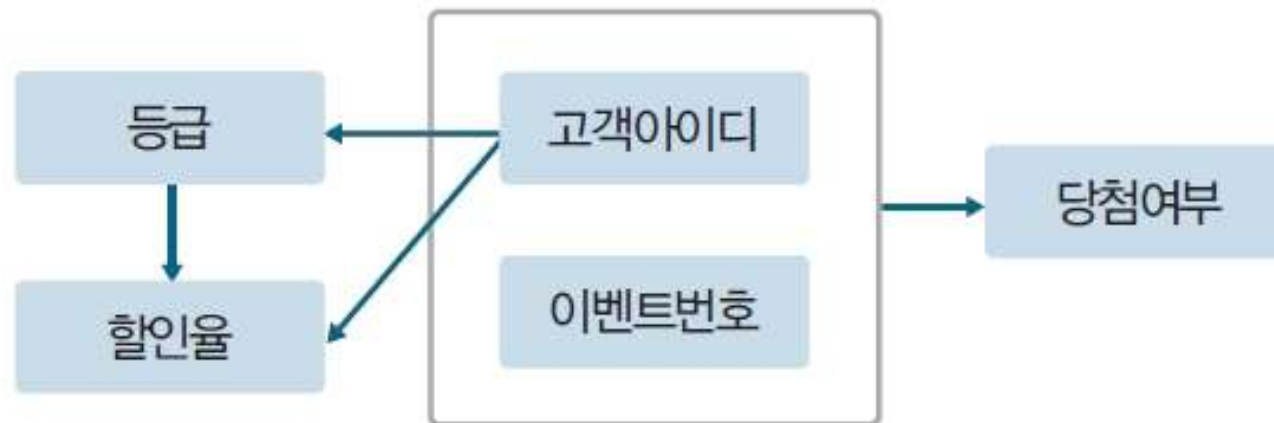 등급
고객아이디
당첨여부
이벤트번호
할인율